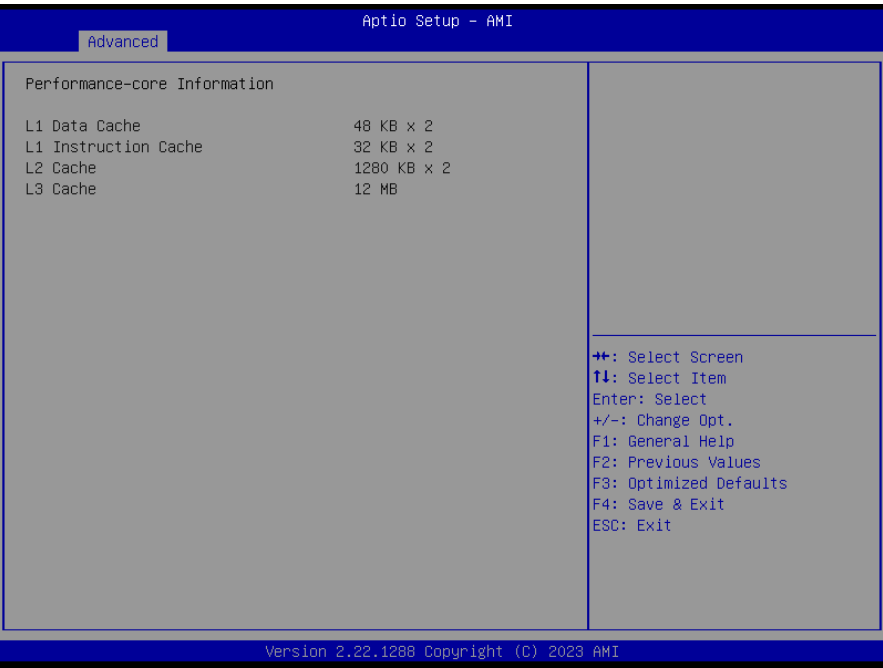 Aptio Setup – AMI
Advanced
Performance-core Information
L1 Data Cache 48 KB x 2
L1 Instruction Cache 32 KB x 2
L2 Cache 1280 KB x 2
L3 Cache 12 MB
→←: Select Screen
↑↓: Select Item
Enter: Select
+/-: Change Opt.
F1: General Help
F2: Previous Values
F3: Optimized Defaults
F4: Save & Exit
ESC: Exit
Version 2.22.1288 Copyright (C) 2023 AMI